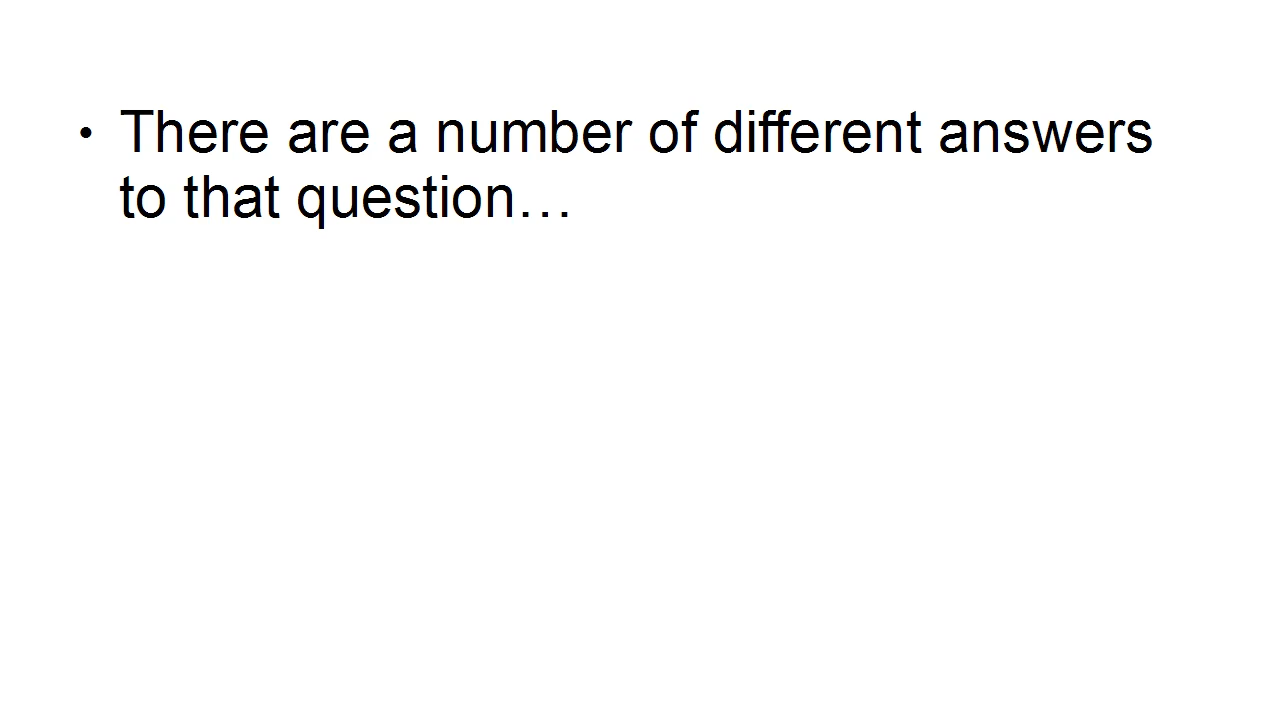 • There are a number of different answers
to that question…